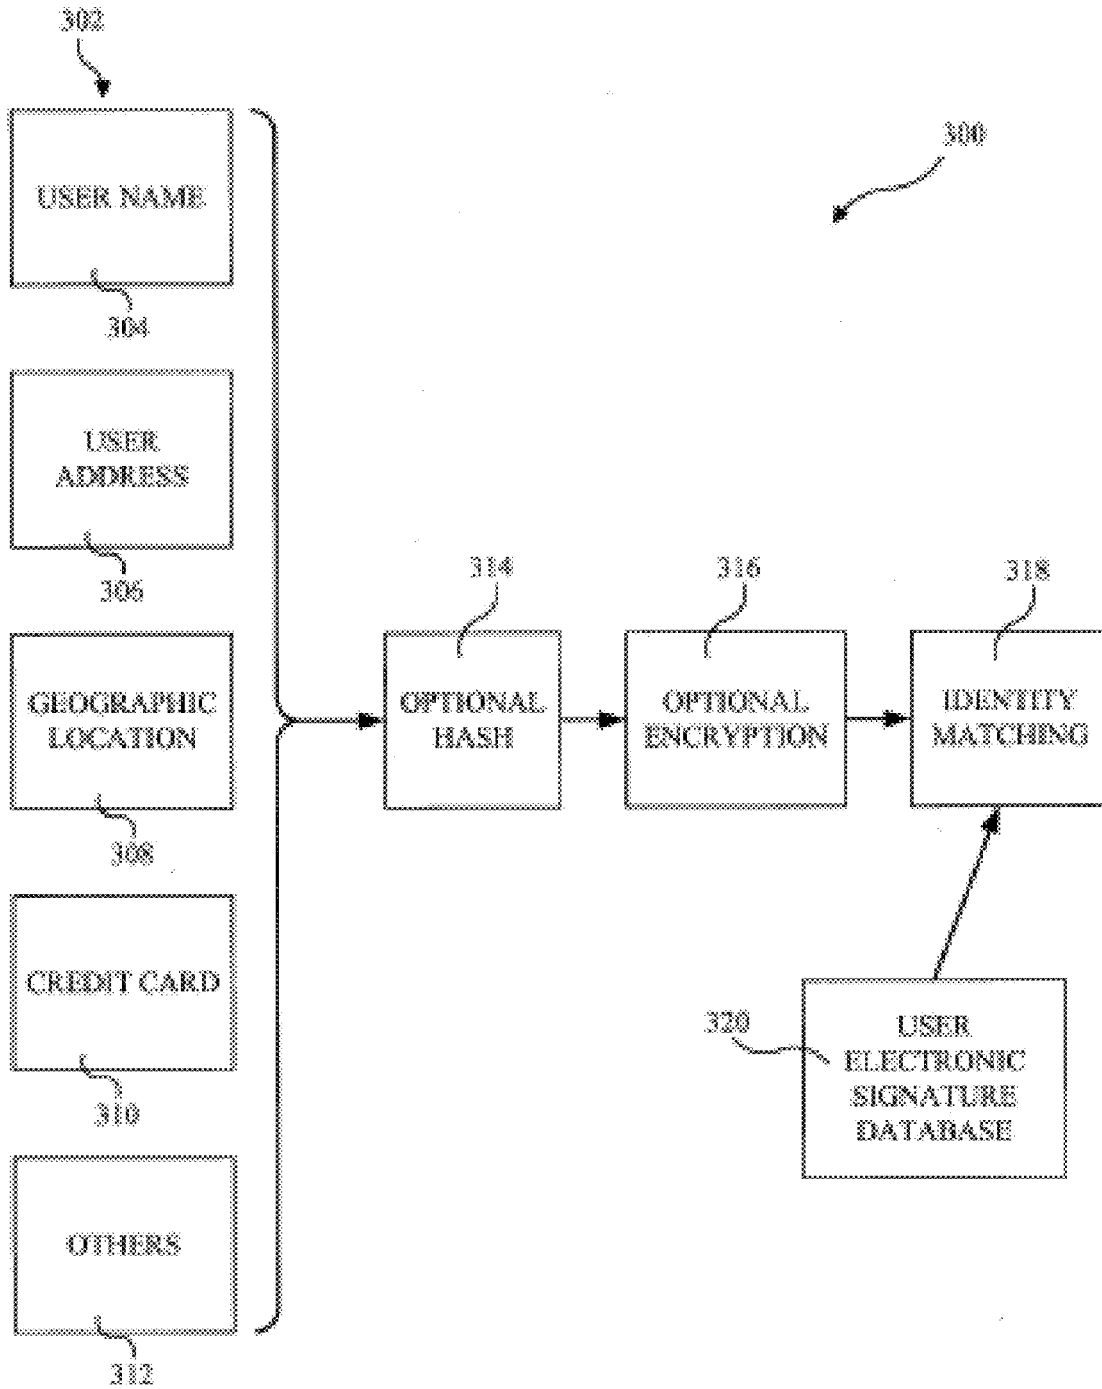 302
300
USER NAME
304
USER
ADDRESS
306
GEOGRAPHIC
LOCATION
308
CREDIT CARD
310
OTHERS
312
314
OPTIONAL
HASH
316
OPTIONAL
ENCRYPTION
318
IDENTITY
MATCHING
320
USER
ELECTRONIC
SIGNATURE
DATABASE